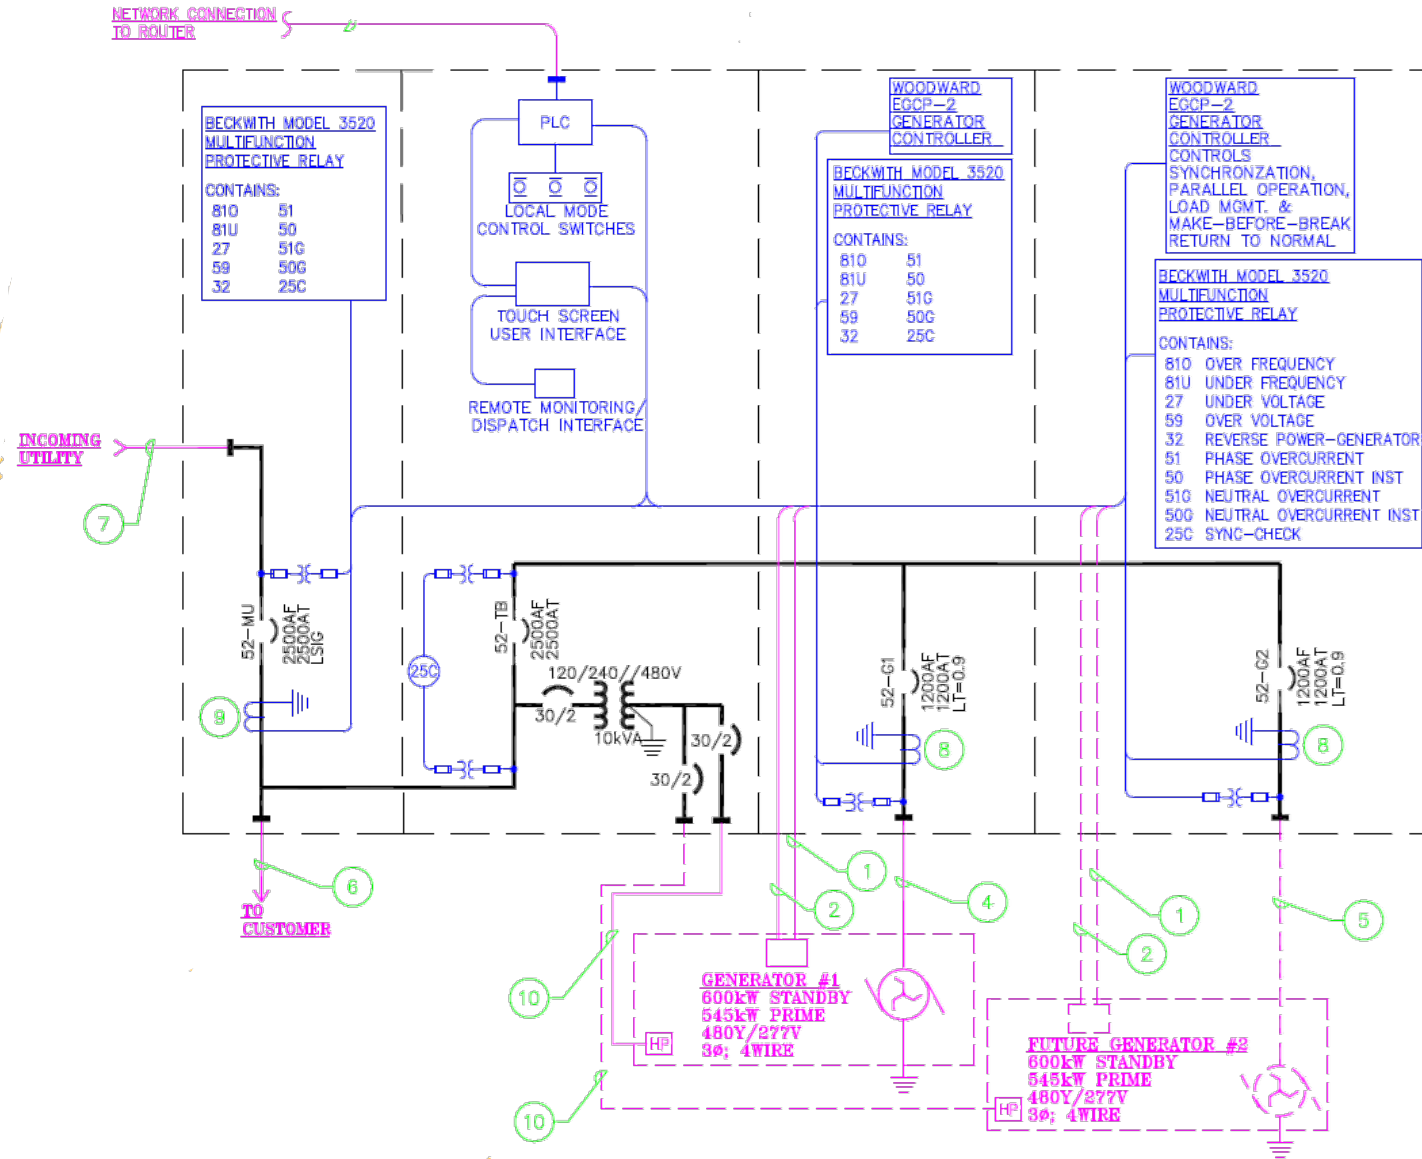 NETWORK CONNECTION
TO ROUTER
BECKWITH MODEL 3520
MULTIFUNCTION
PROTECTIVE RELAY
CONTAINS:
81O 51
81U 50
27 51G
59 50G
32 25C
PLC
LOCAL MODE
CONTROL SWITCHES
TOUCH SCREEN
USER INTERFACE
REMOTE MONITORING/
DISPATCH INTERFACE
WOODWARD
EGCP-2
GENERATOR
CONTROLLER
BECKWITH MODEL 3520
MULTIFUNCTION
PROTECTIVE RELAY
CONTAINS:
81O 51
81U 50
27 51G
59 50G
32 25C
WOODWARD
EGCP-2
GENERATOR
CONTROLLER
CONTROLS
SYNCHRONZATION,
PARALLEL OPERATION,
LOAD MGMT. &
MAKE-BEFORE-BREAK
RETURN TO NORMAL
BECKWITH MODEL 3520
MULTIFUNCTION
PROTECTIVE RELAY
CONTAINS:
81O OVER FREQUENCY
81U UNDER FREQUENCY
27 UNDER VOLTAGE
59 OVER VOLTAGE
32 REVERSE POWER-GENERATOR
51 PHASE OVERCURRENT
50 PHASE OVERCURRENT INST
51G NEUTRAL OVERCURRENT
50G NEUTRAL OVERCURRENT INST
25C SYNC-CHECK
INCOMING
UTILITY
7
52-MU
2500AF
2500AT
LSIG
9
25C
52-TB
2500AF
2500AT
120/240//480V
30/2
10kVA
30/2
30/2
52-G1
1200AF
1200AT
LT=0.9
8
52-G2
1200AF
1200AT
LT=0.9
8
6
TO
CUSTOMER
1
2
4
1
2
5
10
GENERATOR #1
600kW STANDBY
545kW PRIME
480Y/277V
3ø; 4WIRE
HP
10
FUTURE GENERATOR #2
600kW STANDBY
545kW PRIME
480Y/277V
3ø; 4WIRE
HP